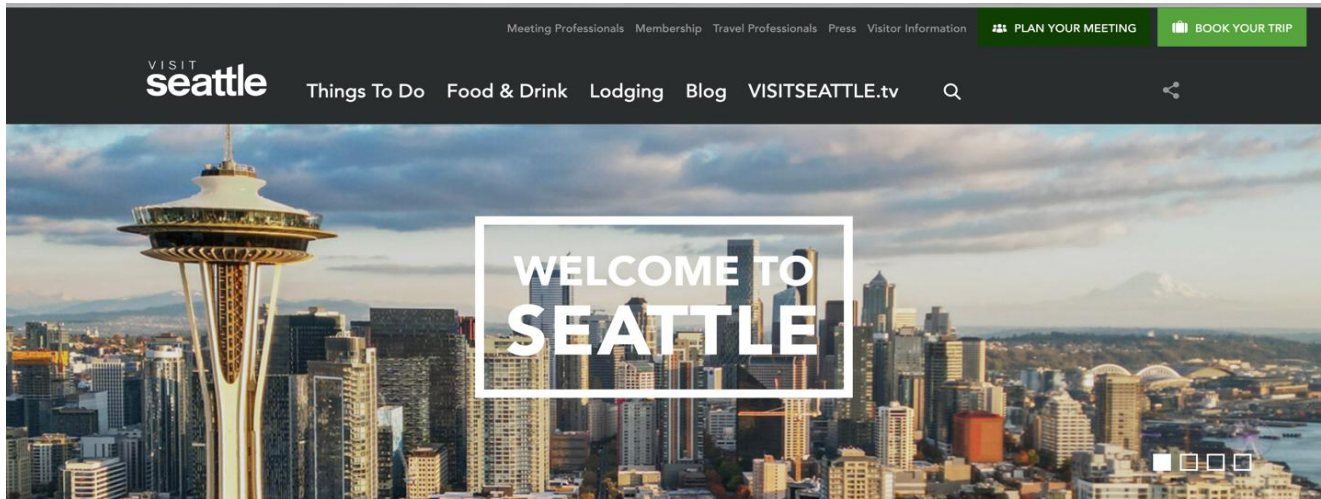 Meeting Professionals Membership Travel Professionals Press Visitor Information PLAN YOUR MEETING BOOK YOUR TRIP
VISIT
seattle
Things To Do Food & Drink Lodging Blog VISITSEATTLE.tv
WELCOME TO
SEATTLE